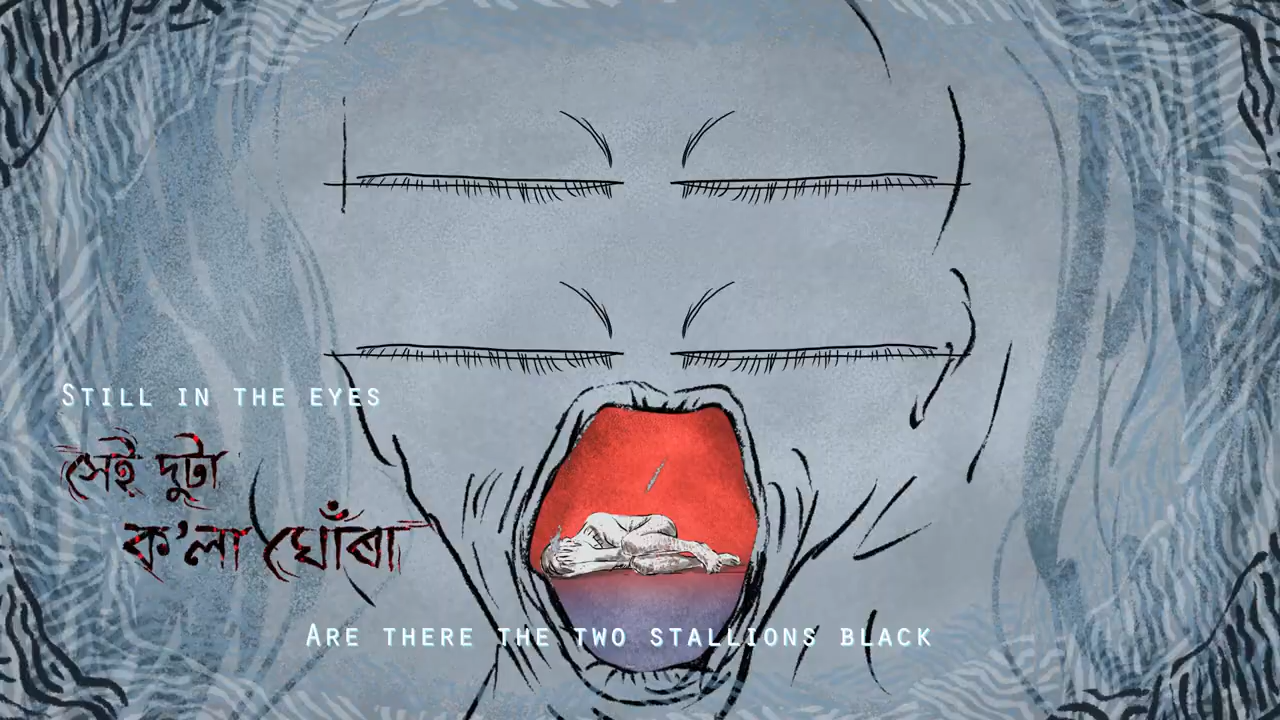 STILL IN THE EYES
সেই দুটা
ক'লা ঘোঁৰা
ARE THERE THE TWO STALLIONS BLACK